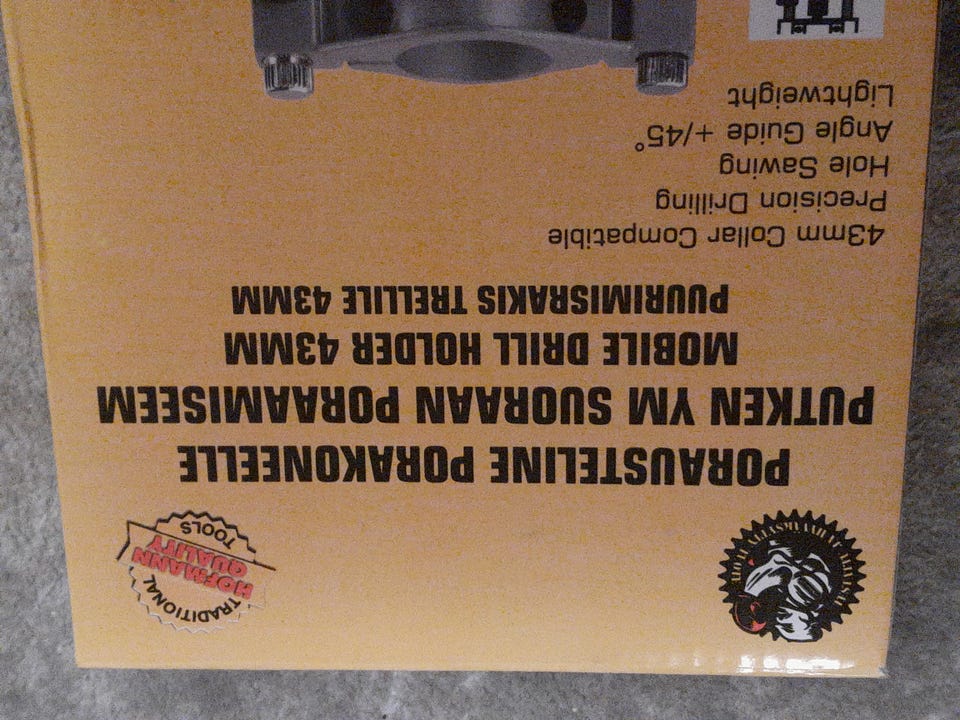 TRADITIONAL
HOFMANN
QUALITY
TOOLS
PORAUSTELINE PORAKONEELLE
PUTKEN YM SUORAAN PORAAMISEEM
MOBILE DRILL HOLDER 43MM
PUURIMISRAKIS TRELLILE 43MM
43mm Collar Compatible
Precision Drilling
Hole Sawing
Angle Guide +/45°
Lightweight